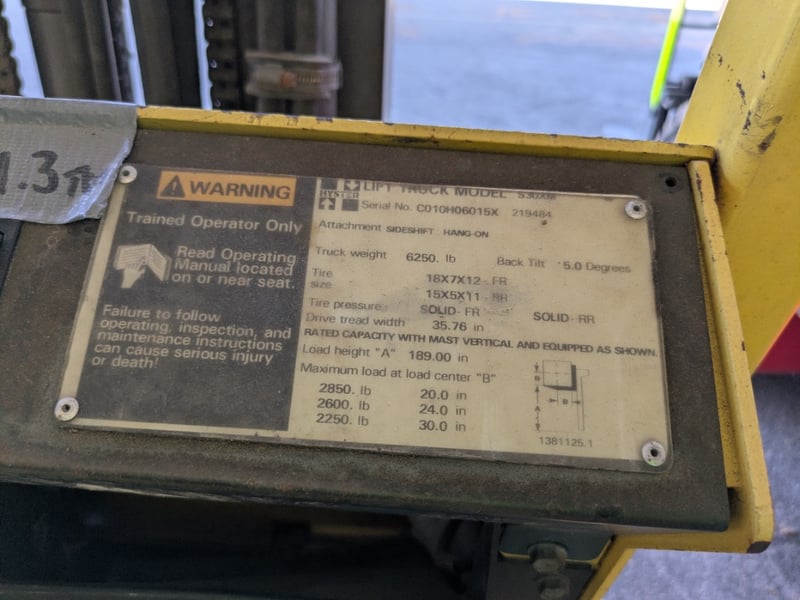 1.3
WARNING
Trained Operator Only
Read Operating
Manual located
on or near seat.
Failure to follow
operating, inspection, and
maintenance instructions
can cause serious injury
or death!
HYSTER
LIFT TRUCK MODEL S30XM
Serial No. C010H06015X 219484
Attachment SIDESHIFT HANG-ON
Truck weight 6250. lb Back Tilt 5.0 Degrees
Tire size 18X7X12 - FR
15X5X11 - RR
Tire pressure: SOLID - FR SOLID - RR
Drive tread width 35.76 in
RATED CAPACITY WITH MAST VERTICAL AND EQUIPPED AS SHOWN.
Load height "A" 189.00 in
Maximum load at load center "B"
2850. lb 20.0 in
2600. lb 24.0 in
2250. lb 30.0 in
B
A
B
1381125.1